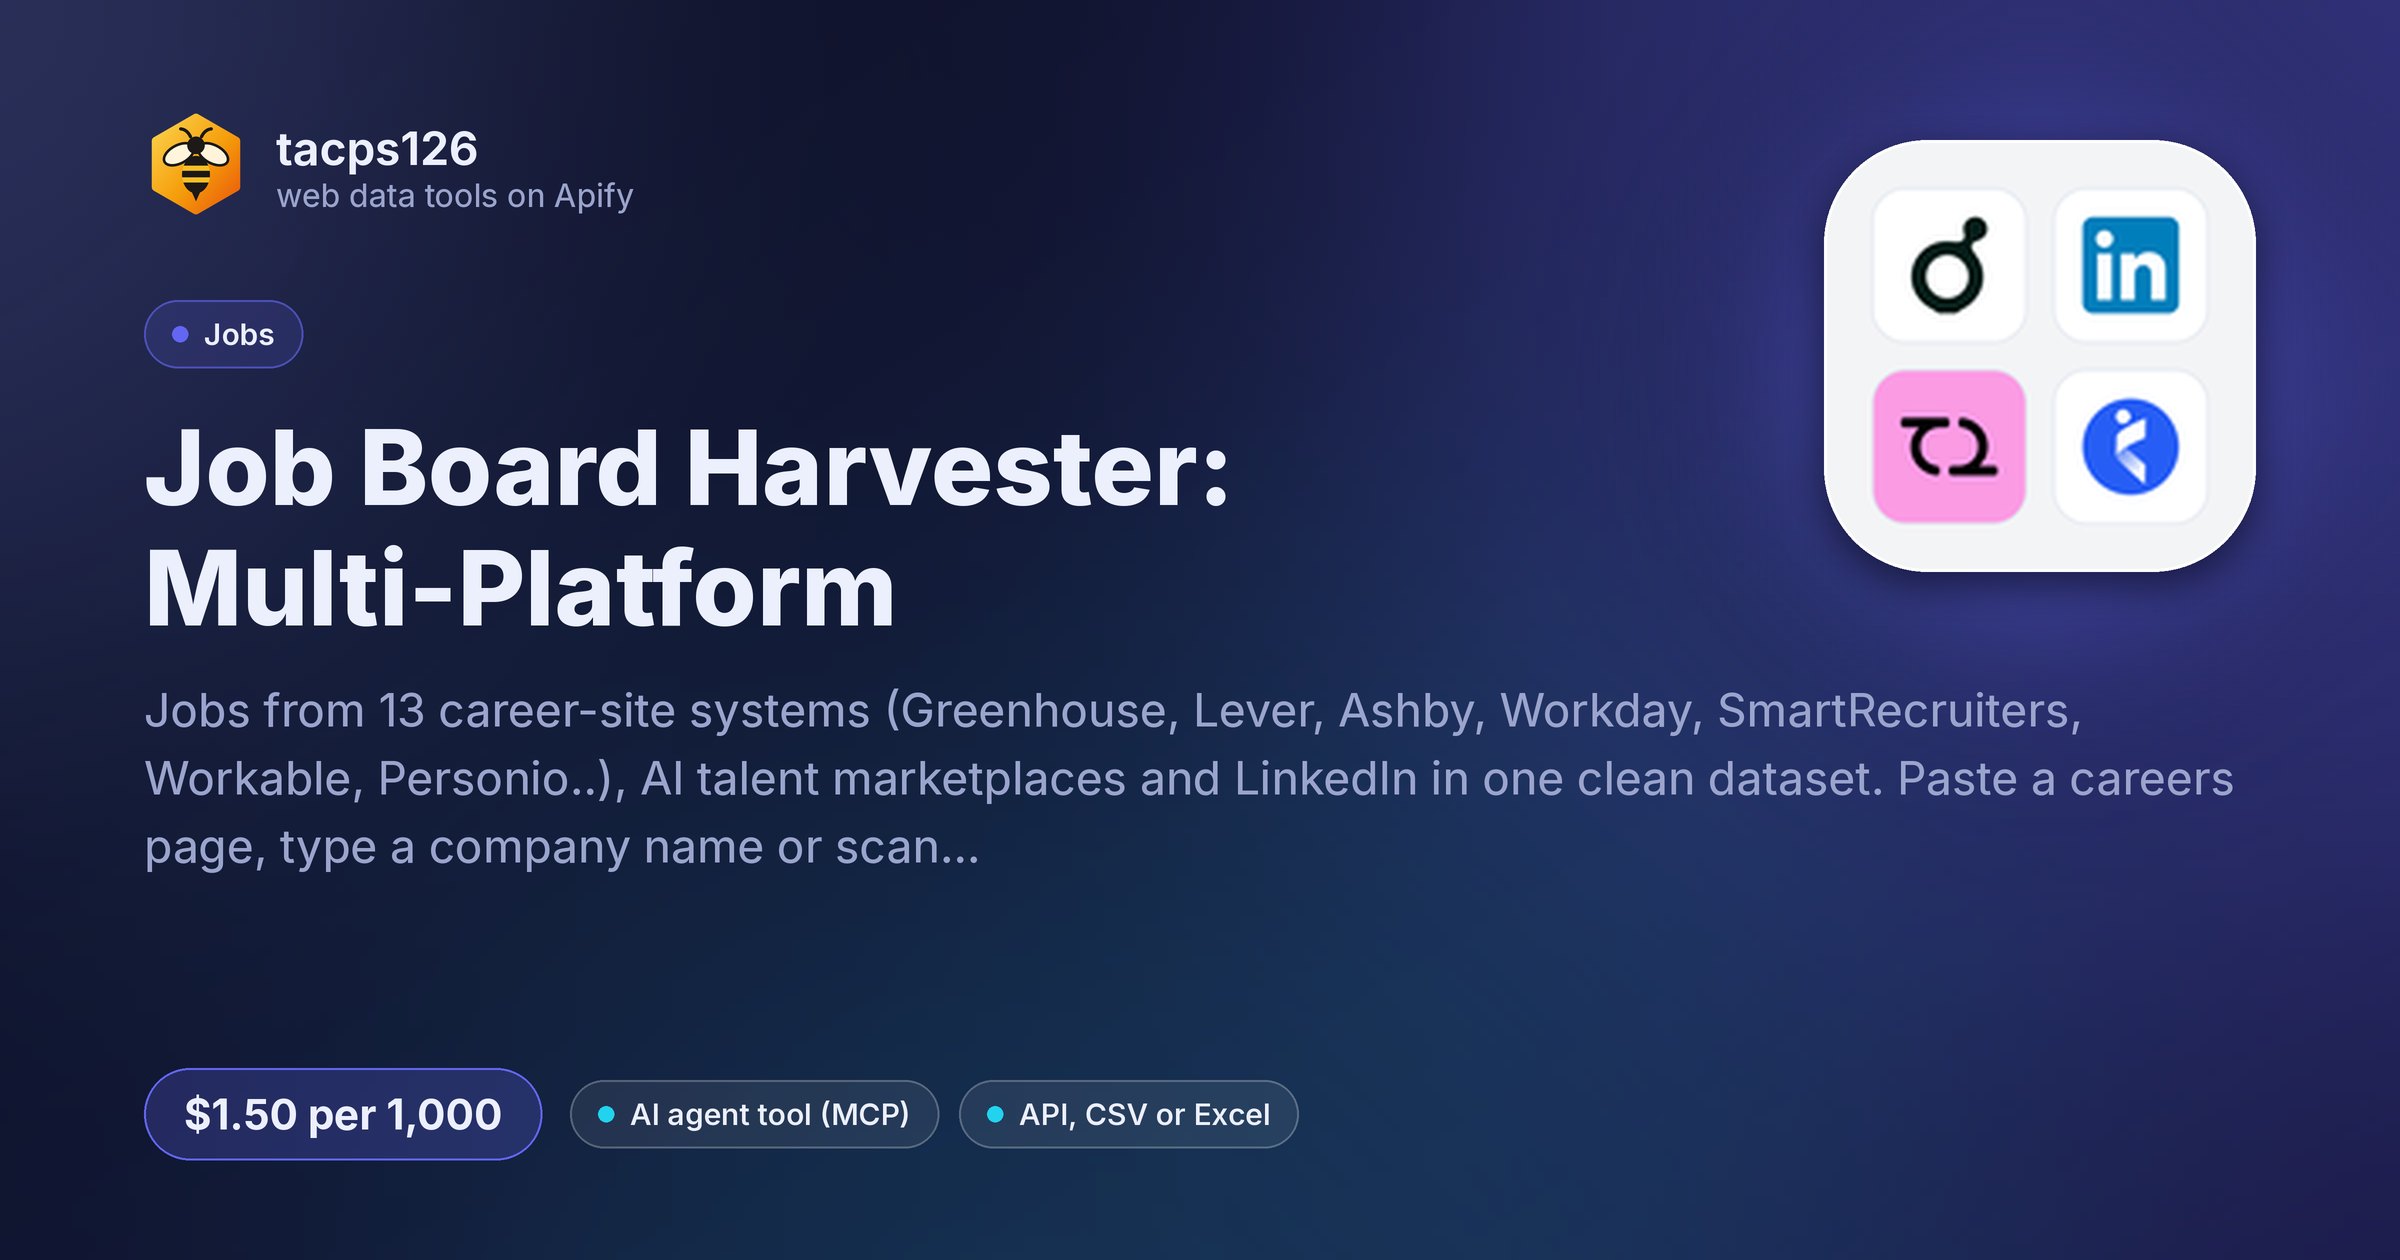 tacps126
web data tools on Apify
Jobs
Job Board Harvester:
Multi-Platform
Jobs from 13 career-site systems (Greenhouse, Lever, Ashby, Workday, SmartRecruiters,
Workable, Personio..), AI talent marketplaces and LinkedIn in one clean dataset. Paste a careers
page, type a company name or scan...
$1.50 per 1,000
AI agent tool (MCP)
API, CSV or Excel
in